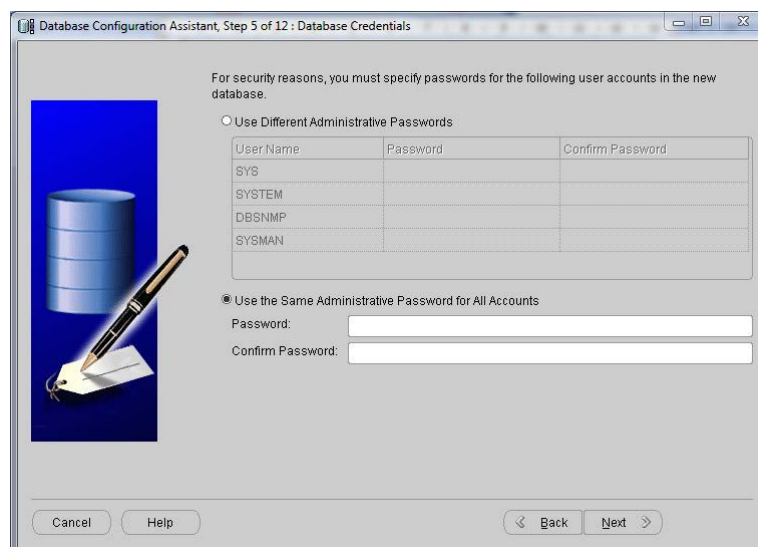 Database Configuration Assistant, Step 5 of 12 : Database Credentials
For security reasons, you must specify passwords for the following user accounts in the new
database.
Use Different Administrative Passwords
User Name Password Confirm Password
SYS
SYSTEM
DBSNMP
SYSMAN
Use the Same Administrative Password for All Accounts
Password:
Confirm Password:
Cancel Help Back Next